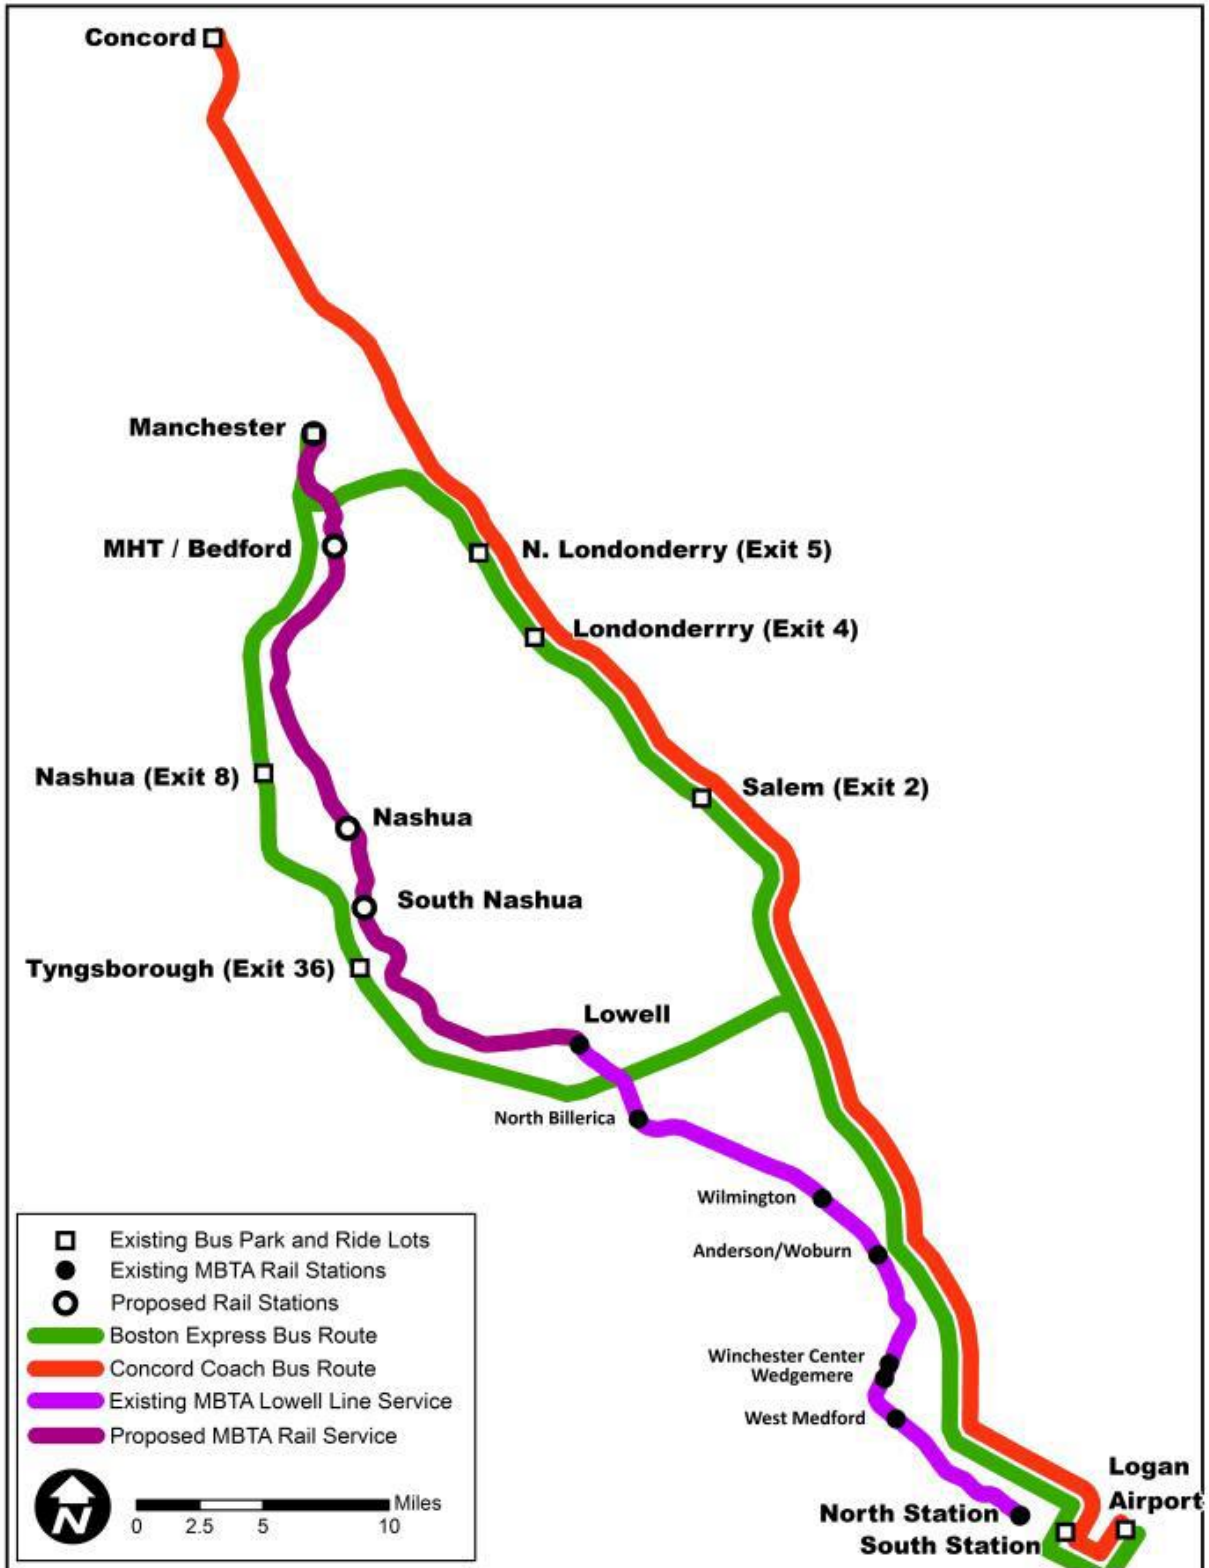 Concord
Manchester
MHT / Bedford
N. Londonderry (Exit 5)
Londonderrry (Exit 4)
Nashua (Exit 8)
Salem (Exit 2)
Nashua
South Nashua
Tyngsborough (Exit 36)
Lowell
North Billerica
Wilmington
Anderson/Woburn
Winchester Center
Wedgemere
West Medford
Logan
Airport
North Station
South Station
Existing Bus Park and Ride Lots
Existing MBTA Rail Stations
Proposed Rail Stations
Boston Express Bus Route
Concord Coach Bus Route
Existing MBTA Lowell Line Service
Proposed MBTA Rail Service
N
Miles
0 2.5 5 10